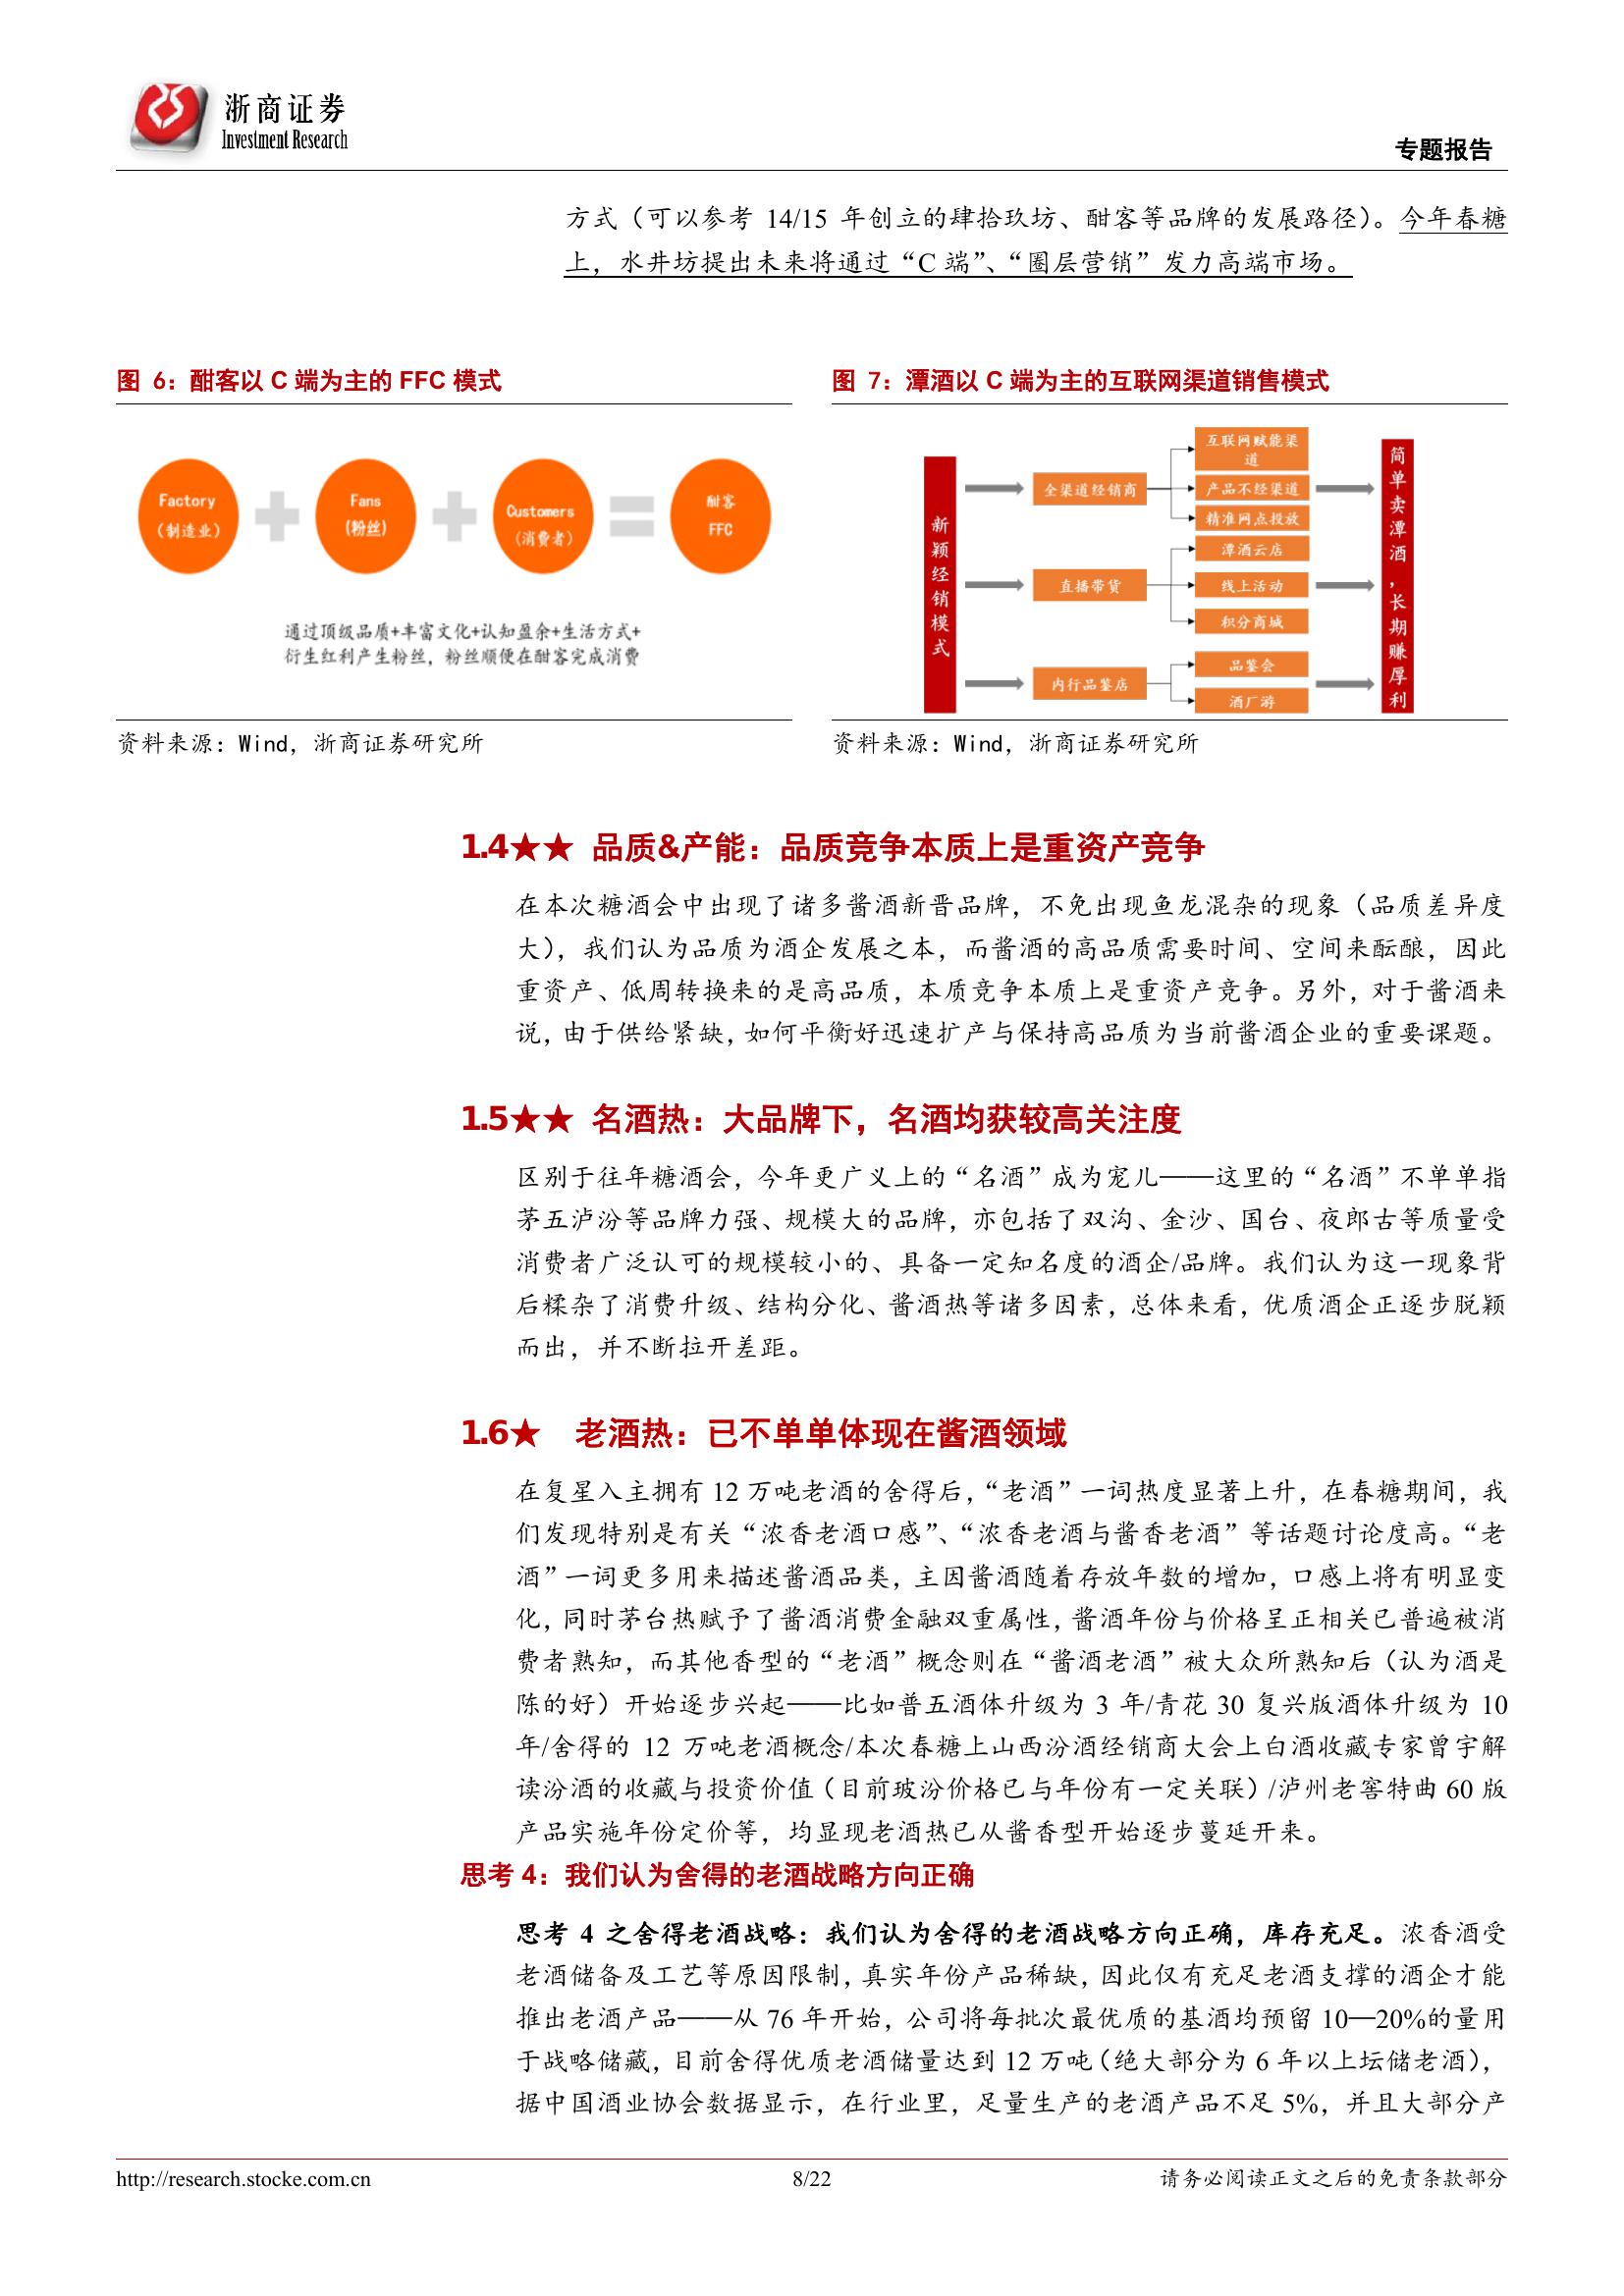 浙商证券
Investment Research
专题报告
方式（可以参考 14/15 年创立的肆拾玖坊、酣客等品牌的发展路径）。今年春糖
上，水井坊提出未来将通过“C 端”、“圈层营销”发力高端市场。
图 6：酣客以 C 端为主的 FFC 模式
Factory
（制造业）
Fans
(粉丝)
Customers
（消费者）
酣客
FFC
通过顶级品质+丰富文化+认知盈余+生活方式+
衍生红利产生粉丝，粉丝顺便在酣客完成消费
资料来源：Wind，浙商证券研究所
图 7：潭酒以 C 端为主的互联网渠道销售模式
新颖经销模式
全渠道经销商
直播带货
内行品鉴店
互联网赋能渠
道
产品不经渠道
精准网点投放
潭酒云店
线上活动
积分商城
品鉴会
酒厂游
简单卖潭酒，长期赚厚利
资料来源：Wind，浙商证券研究所
1.4★★ 品质&产能：品质竞争本质上是重资产竞争
在本次糖酒会中出现了诸多酱酒新晋品牌，不免出现鱼龙混杂的现象（品质差异度
大），我们认为品质为酒企发展之本，而酱酒的高品质需要时间、空间来酝酿，因此
重资产、低周转换来的是高品质，本质竞争本质上是重资产竞争。另外，对于酱酒来
说，由于供给紧缺，如何平衡好迅速扩产与保持高品质为当前酱酒企业的重要课题。
1.5★★ 名酒热：大品牌下，名酒均获较高关注度
区别于往年糖酒会，今年更广义上的“名酒”成为宠儿——这里的“名酒”不单单指
茅五泸汾等品牌力强、规模大的品牌，亦包括了双沟、金沙、国台、夜郎古等质量受
消费者广泛认可的规模较小的、具备一定知名度的酒企/品牌。我们认为这一现象背
后糅杂了消费升级、结构分化、酱酒热等诸多因素，总体来看，优质酒企正逐步脱颖
而出，并不断拉开差距。
1.6★ 老酒热：已不单单体现在酱酒领域
在复星入主拥有 12 万吨老酒的舍得后，“老酒”一词热度显著上升，在春糖期间，我
们发现特别是有关“浓香老酒口感”、“浓香老酒与酱香老酒”等话题讨论度高。“老
酒”一词更多用来描述酱酒品类，主因酱酒随着存放年数的增加，口感上将有明显变
化，同时茅台热赋予了酱酒消费金融双重属性，酱酒年份与价格呈正相关已普遍被消
费者熟知，而其他香型的“老酒”概念则在“酱酒老酒”被大众所熟知后（认为酒是
陈的好）开始逐步兴起——比如普五酒体升级为 3 年/青花 30 复兴版酒体升级为 10
年/舍得的 12 万吨老酒概念/本次春糖上山西汾酒经销商大会上白酒收藏专家曾宇解
读汾酒的收藏与投资价值（目前玻汾价格已与年份有一定关联）/泸州老窖特曲 60 版
产品实施年份定价等，均显现老酒热已从酱香型开始逐步蔓延开来。
思考 4：我们认为舍得的老酒战略方向正确
思考 4 之舍得老酒战略：我们认为舍得的老酒战略方向正确，库存充足。浓香酒受
老酒储备及工艺等原因限制，真实年份产品稀缺，因此仅有充足老酒支撑的酒企才能
推出老酒产品——从 76 年开始，公司将每批次最优质的基酒均预留 10—20%的量用
于战略储藏，目前舍得优质老酒储量达到 12 万吨（绝大部分为 6 年以上坛储老酒），
据中国酒业协会数据显示，在行业里，足量生产的老酒产品不足 5%，并且大部分产
http://research.stocke.com.cn
8/22
请务必阅读正文之后的免责条款部分